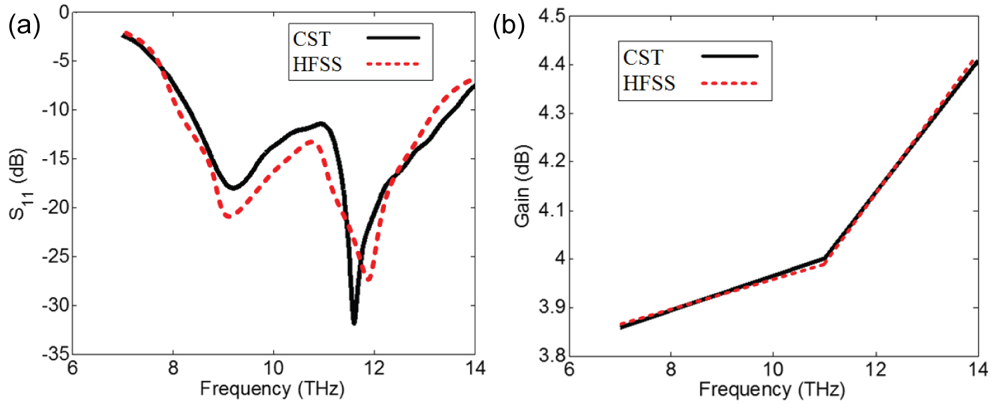 (a)
CST
HFSS
0
-5
-10
-15
-20
-25
-30
-35
6
8
10
12
14
S11 (dB)
Frequency (THz)
(b)
CST
HFSS
4.5
4.4
4.3
4.2
4.1
4
3.9
3.8
6
8
10
12
14
Gain (dB)
Frequency (THz)